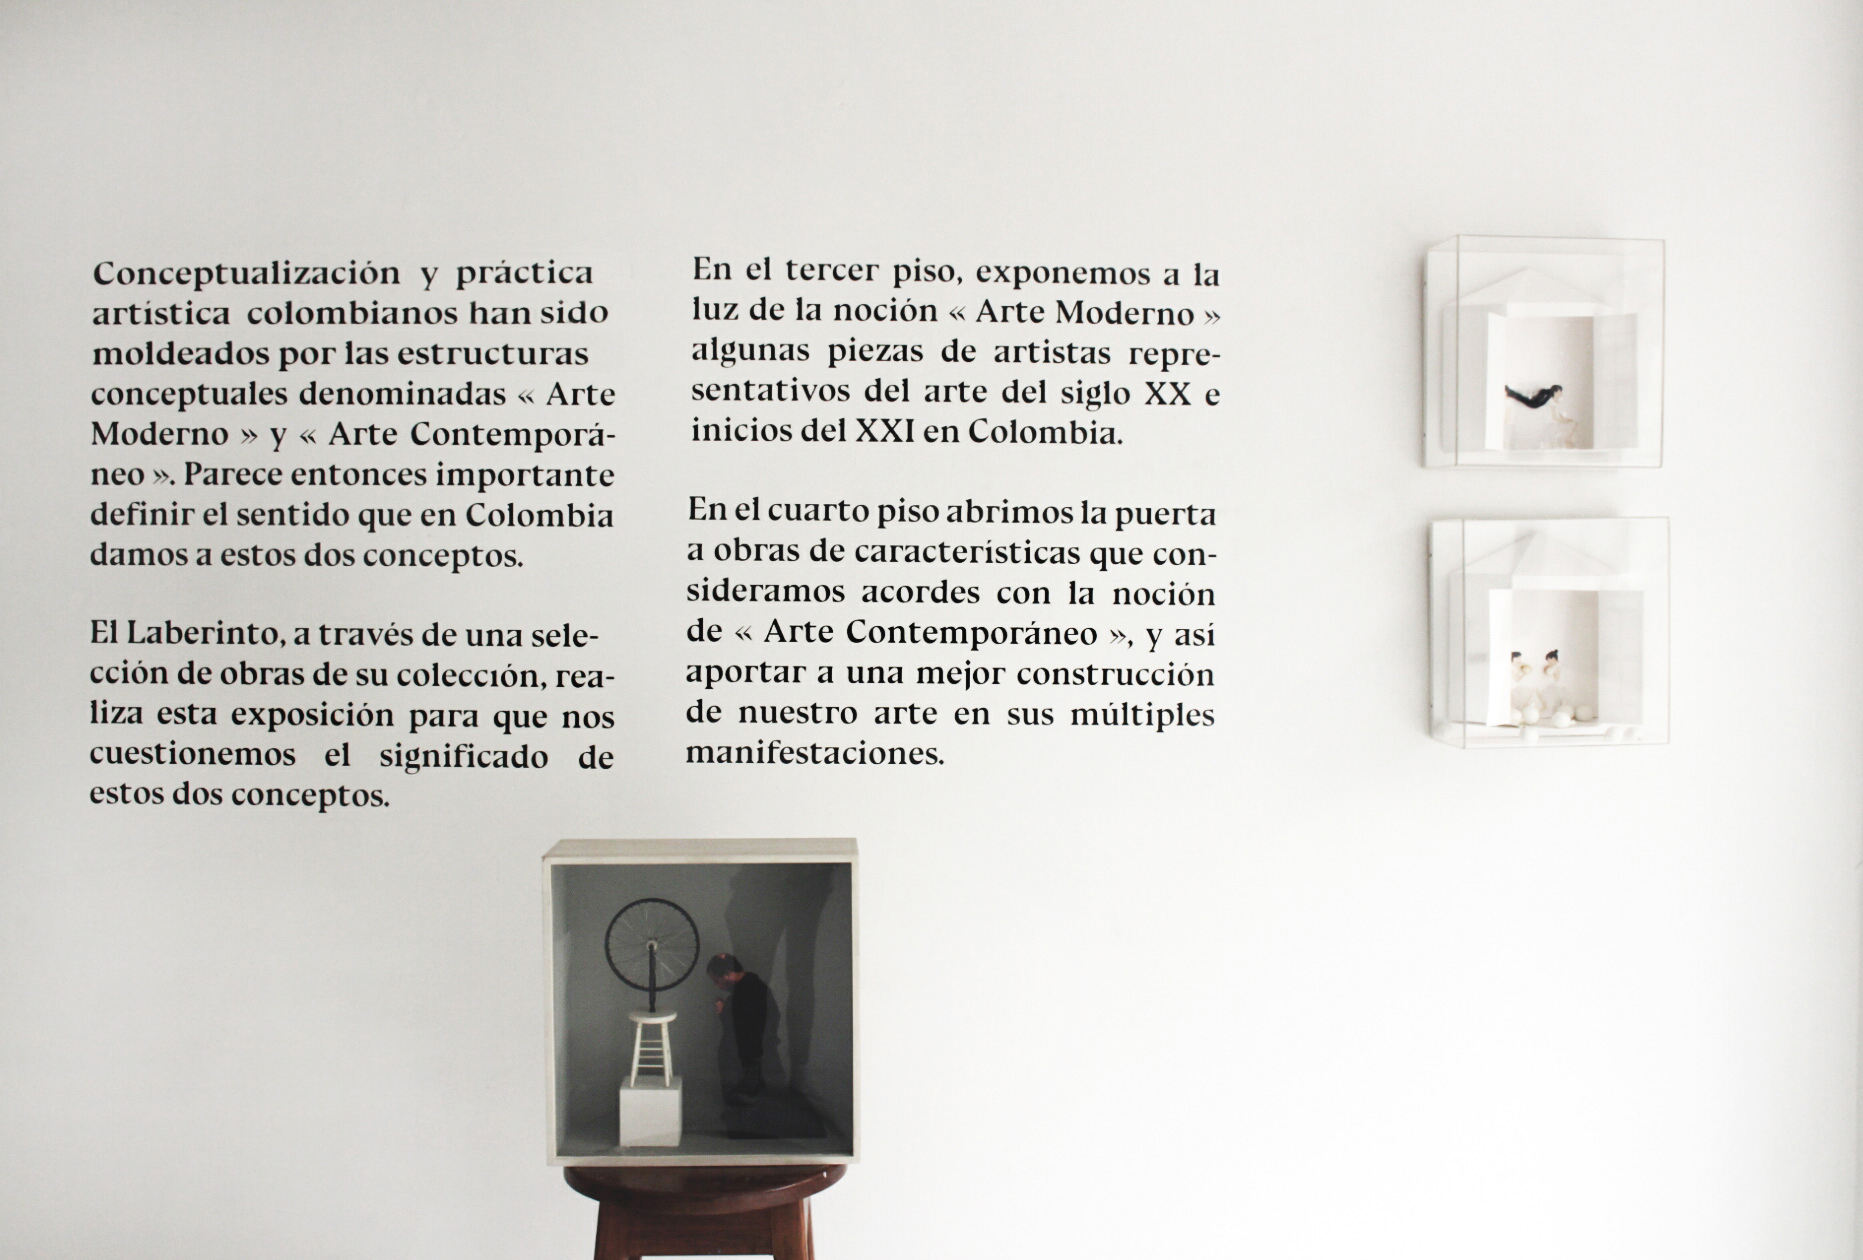 Conceptualización y práctica
artística colombianos han sido
moldeados por las estructuras
conceptuales denominadas « Arte
Moderno » y « Arte Contemporá-
neo ». Parece entonces importante
definir el sentido que en Colombia
damos a estos dos conceptos.
El Laberinto, a través de una sele-
cción de obras de su colección, rea-
liza esta exposición para que nos
cuestionemos el significado de
estos dos conceptos.
En el tercer piso, exponemos a la
luz de la noción « Arte Moderno »
algunas piezas de artistas repre-
sentativos del arte del siglo XX e
inicios del XXI en Colombia.
En el cuarto piso abrimos la puerta
a obras de características que con-
sideramos acordes con la noción
de « Arte Contemporáneo », y así
aportar a una mejor construcción
de nuestro arte en sus múltiples
manifestaciones.